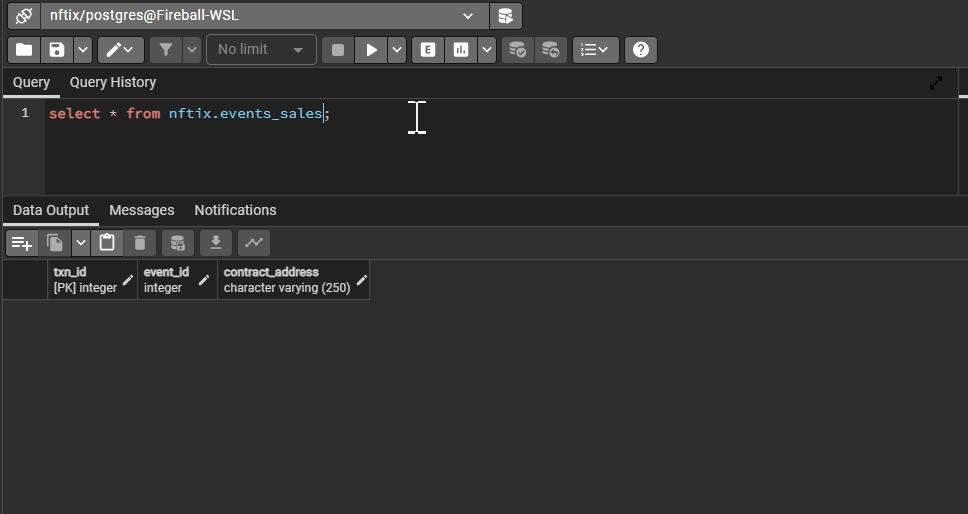 nftix/postgres@Fireball-WSL
No limit
E
Query Query History
1 select * from nftix.events_sales;
Data Output Messages Notifications
txn_id event_id contract_address
[PK] integer integer character varying (250)